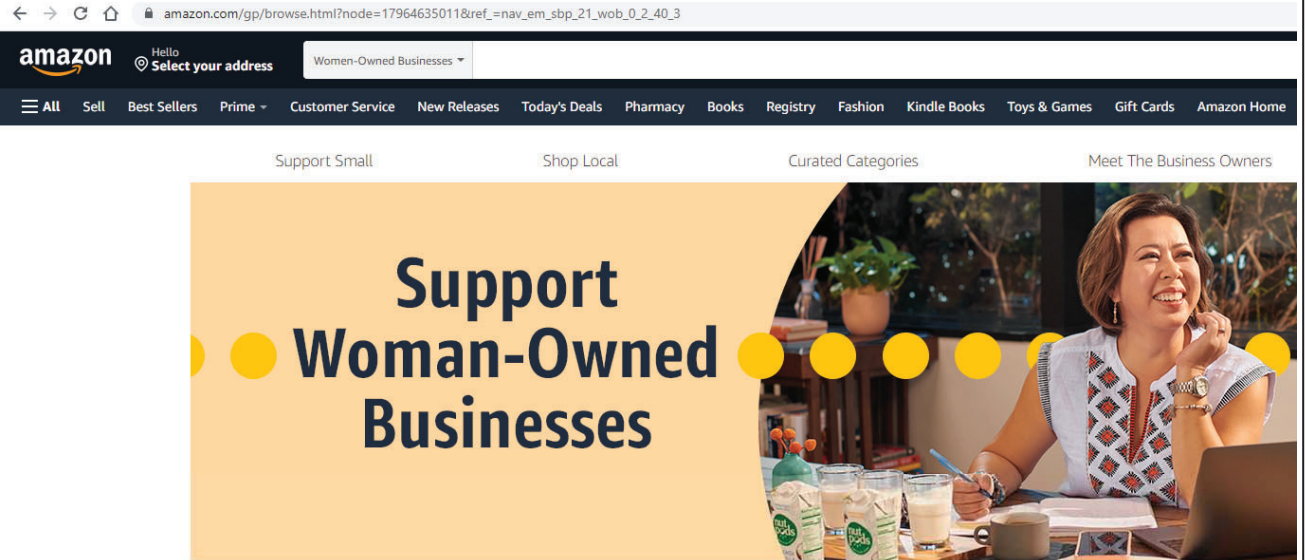 amazon.com/gp/browse.html?node=17964635011&ref_=nav_em_sbp_21_wob_0_2_40_3
amazon
Hello
Select your address
Women-Owned Businesses
All Sell Best Sellers Prime Customer Service New Releases Today's Deals Pharmacy Books Registry Fashion Kindle Books Toys & Games Gift Cards Amazon Home
Support Small Shop Local Curated Categories Meet The Business Owners
Support
Woman-Owned
Businesses
nut
pods
nut
pods